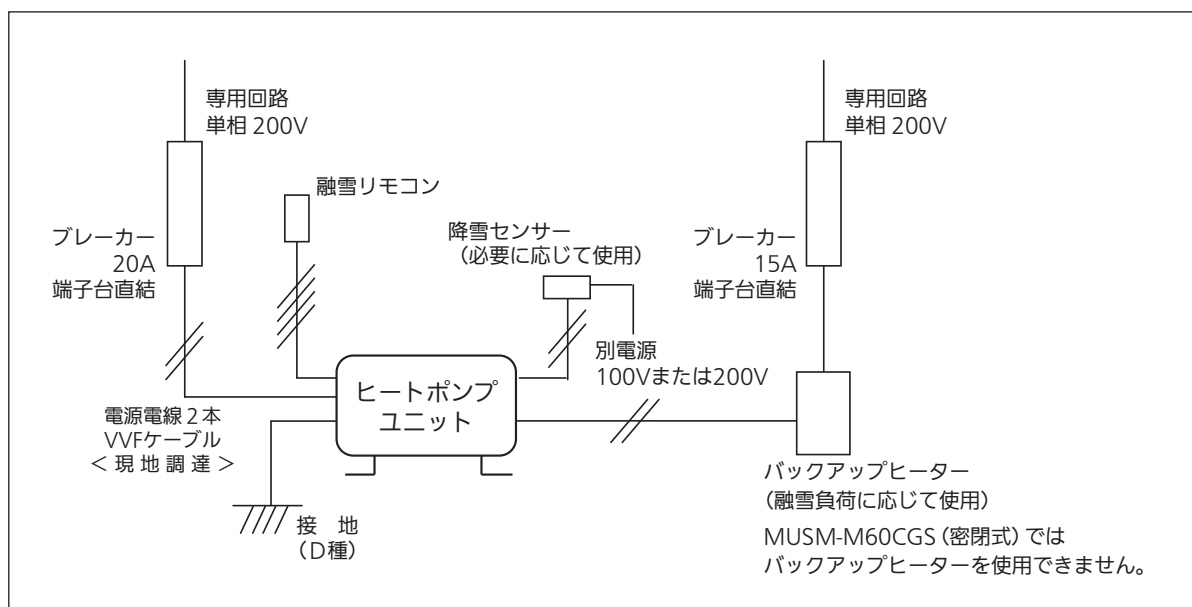 専用回路
単相 200V
ブレーカー
20A
端子台直結
融雪リモコン
降雪センサー
（必要に応じて使用）
別電源
100Vまたは200V
専用回路
単相 200V
ブレーカー
15A
端子台直結
ヒートポンプ
ユニット
電源電線２本
VVFケーブル
＜現地調達＞
接　地
（D種）
バックアップヒーター
（融雪負荷に応じて使用）
MUSM-M60CGS（密閉式）では
バックアップヒーターを使用できません。